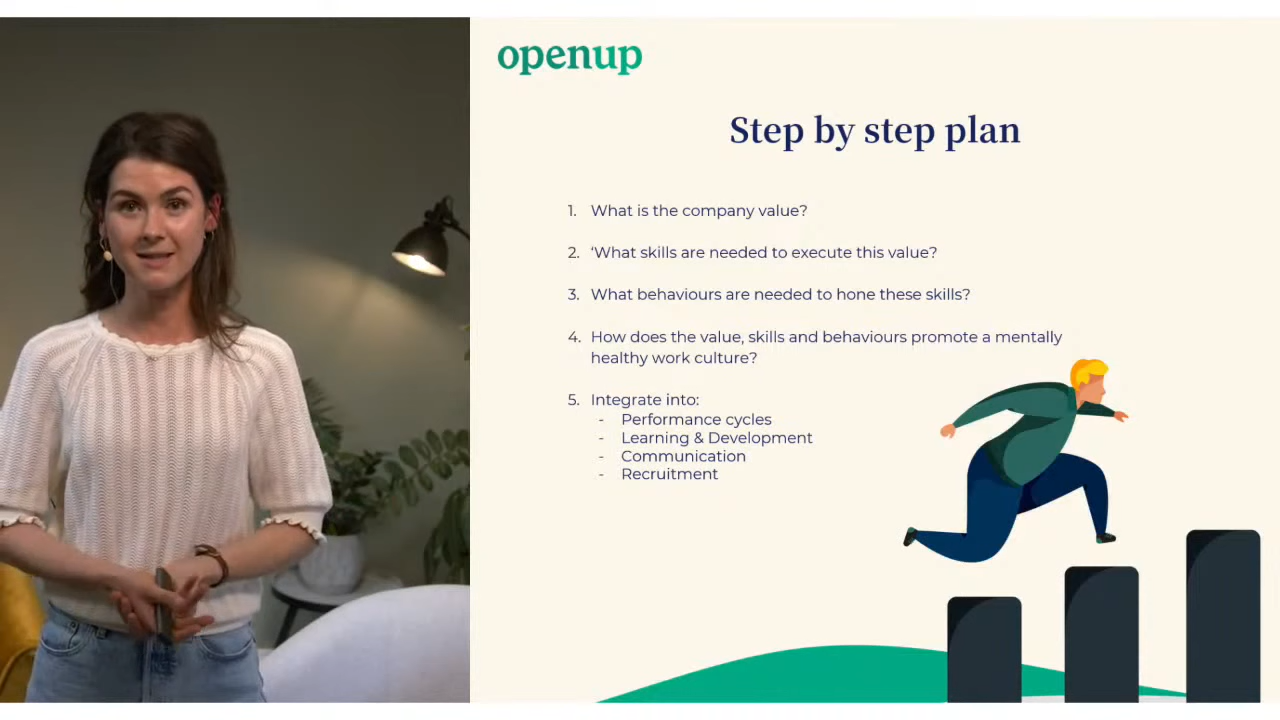 openup
Step by step plan
1. What is the company value?
2. ‘What skills are needed to execute this value?
3. What behaviours are needed to hone these skills?
4. How does the value, skills and behaviours promote a mentally
healthy work culture?
5. Integrate into:
- Performance cycles
- Learning & Development
- Communication
- Recruitment